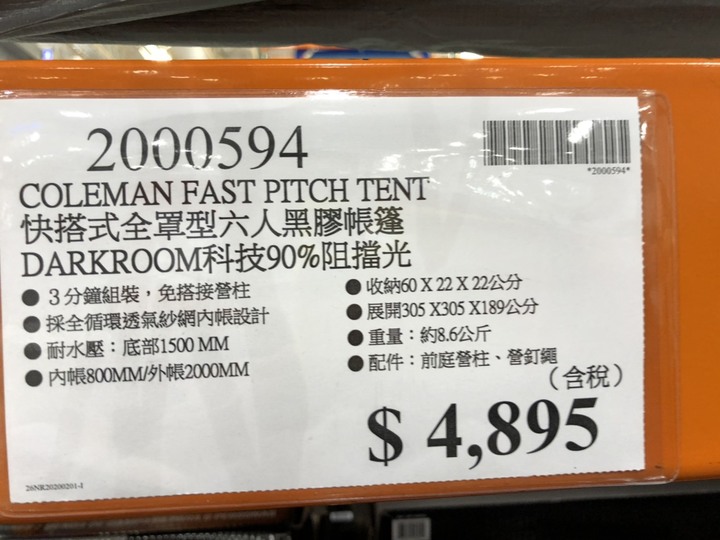 2000594
*2000594*
COLEMAN FAST PITCH TENT
快搭式全罩型六人黑膠帳篷
DARKROOM科技90%阻擋光
● 3分鐘組裝，免搭接營柱
● 採全循環透氣紗網內帳設計
● 耐水壓：底部1500 MM
● 內帳800MM/外帳2000MM
● 收納60 X 22 X 22公分
● 展開305 X305 X189公分
● 重量：約8.6公斤
● 配件：前庭營柱、營釘繩
（含稅）
$ 4,895
26NR20200201-1